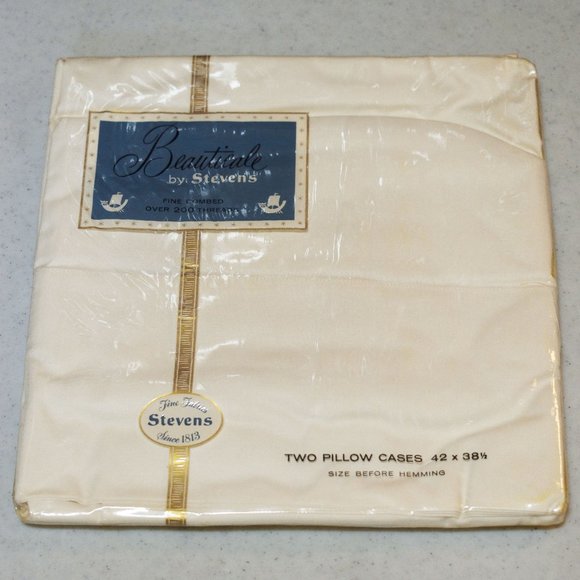 Beauticale
by Stevens
FINE COMBED
OVER 200 THREADS
Fine Fabrics
Stevens
Since 1813
TWO PILLOW CASES 42 x 38½
SIZE BEFORE HEMMING